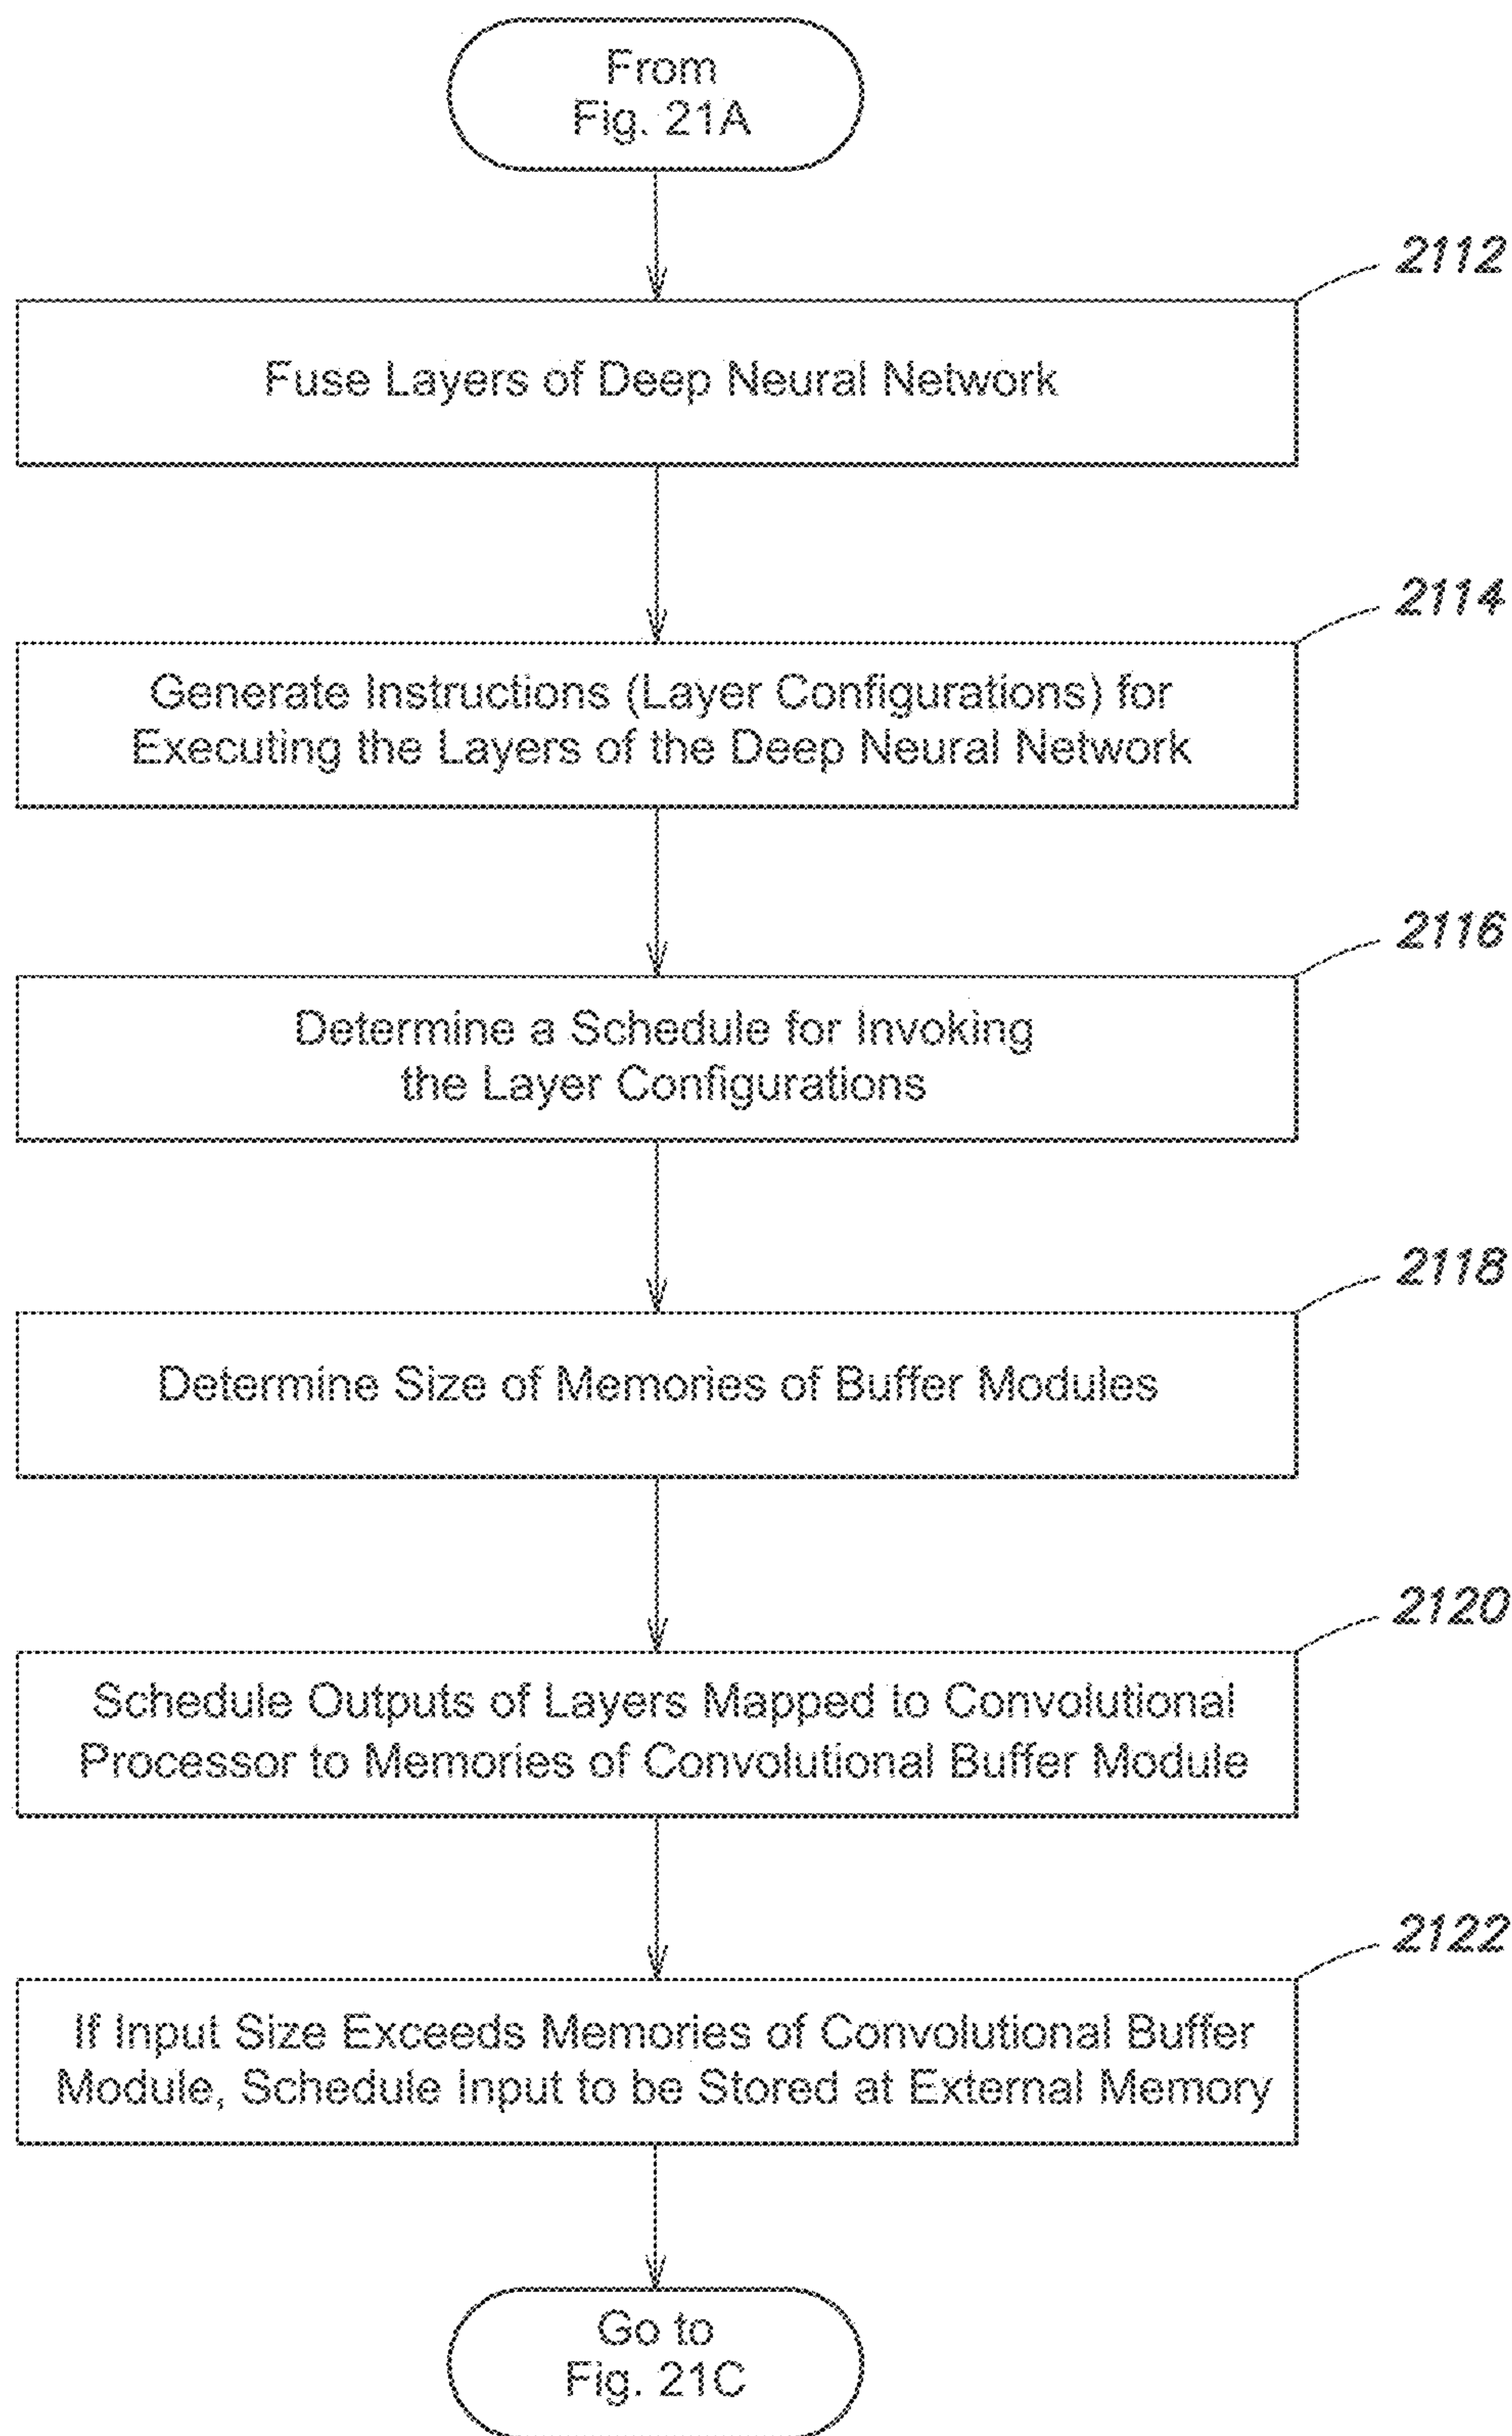 From
Fig. 21A
2112
Fuse Layers of Deep Neural Network
2114
Generate Instructions (Layer Configurations) for
Executing the Layers of the Deep Neural Network
2116
Determine a Schedule for Invoking
the Layer Configurations
2118
Determine Size of Memories of Buffer Modules
2120
Schedule Outputs of Layers Mapped to Convolutional
Processor to Memories of Convolutional Buffer Module
2122
If Input Size Exceeds Memories of Convolutional Buffer
Module, Schedule Input to be Stored at External Memory
Go to
Fig. 21C